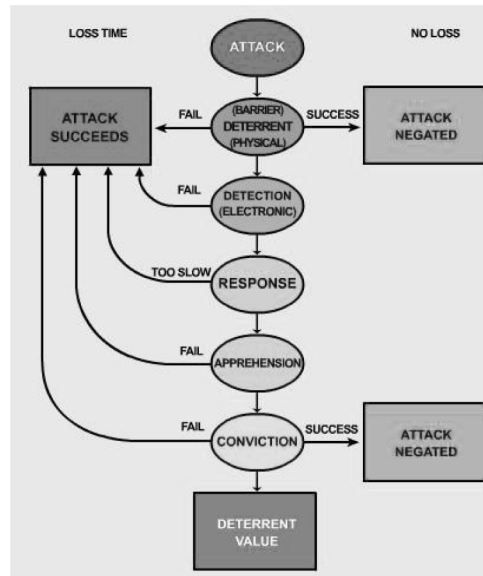 LOSS TIME
NO LOSS
ATTACK
ATTACK
SUCCEEDS
FAIL
(BARRIER)
DETERRENT
(PHYSICAL)
SUCCESS
ATTACK
NEGATED
FAIL
DETECTION
(ELECTRONIC)
TOO SLOW
RESPONSE
FAIL
APPREHENSION
FAIL
CONVICTION
SUCCESS
ATTACK
NEGATED
DETERRENT
VALUE